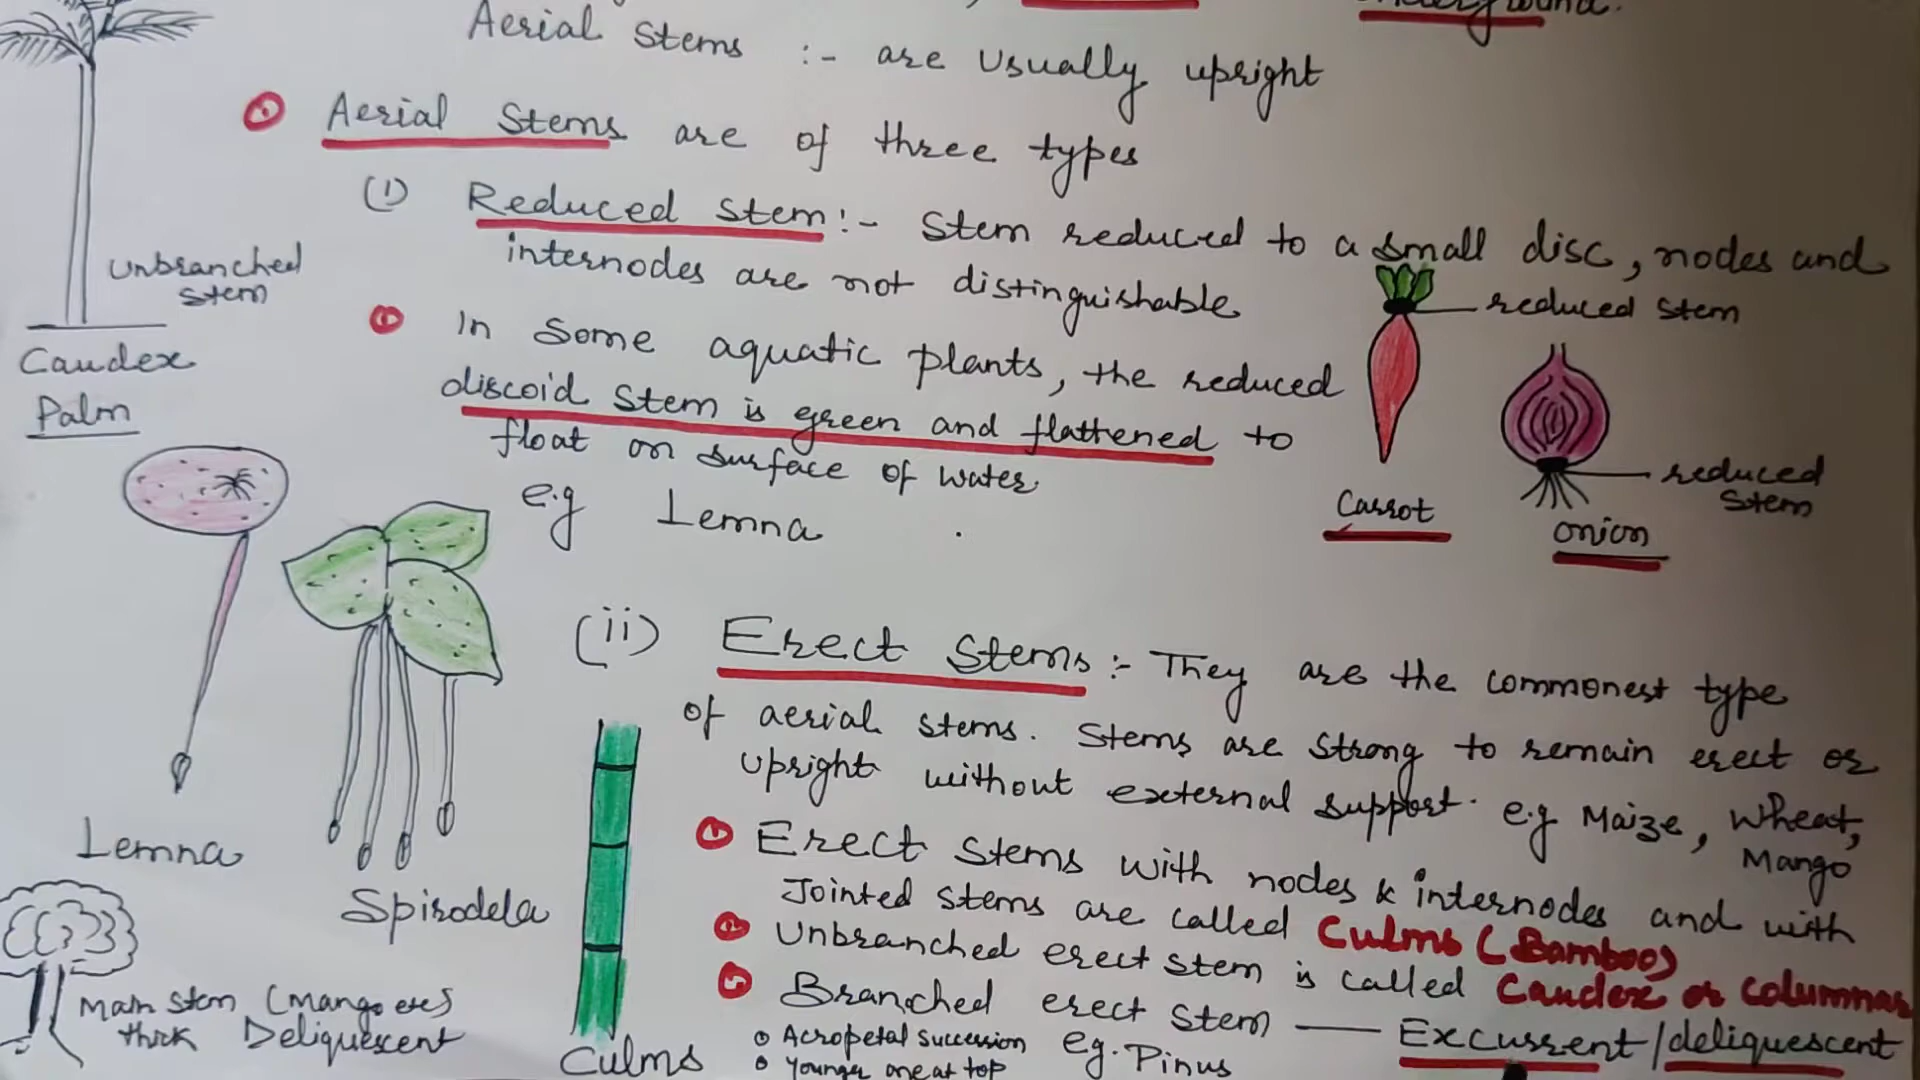 underground.
Aerial Stems :- are usually upright
Aerial Stems are of three types
(1) Reduced Stem :- Stem reduced to a small disc, nodes and
internodes are not distinguishable
In some aquatic plants, the reduced
discoid stem is green and flattened to
float on surface of water
e.g Lemna
reduced stem
Carrot
reduced
stem
onion
unbranched
stem
Caudex
Palm
Lemna
Spirodela
(ii) Erect Stems :- They are the commonest type
of aerial stems. Stems are strong to remain erect or
upright without external support. e.g Maize, Wheat,
Mango
Erect stems with nodes & internodes and with
Jointed stems are called Culms (Bamboo)
Unbranched erect stem is called Caudex or columnar
Branched erect stem — Excurrent/deliquescent
Acropetal succession e.g. Pinus
Younger one at top
Main stem (Mango etc)
thick Deliquescent
Culms